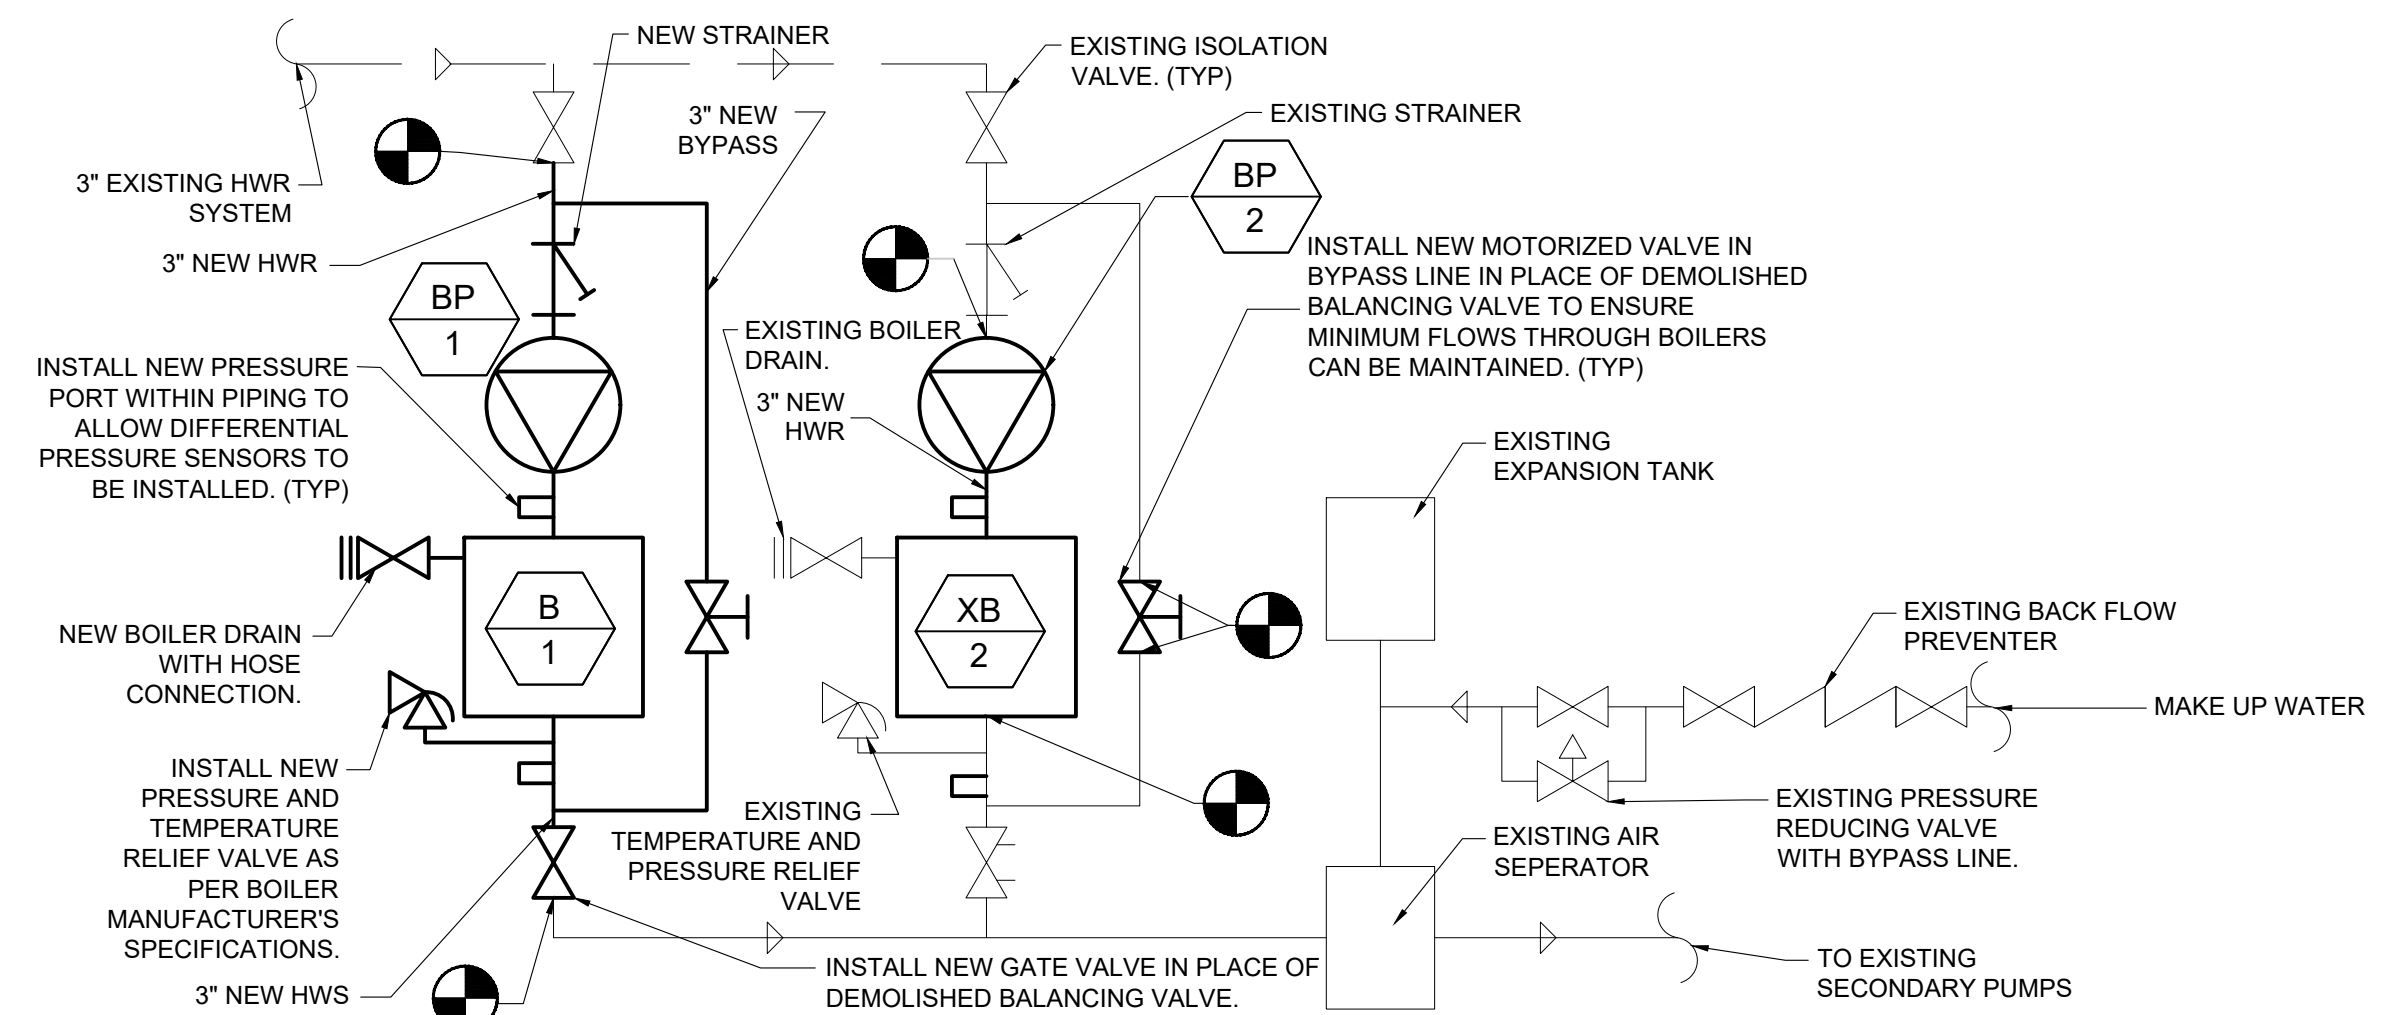 NEW STRAINER
EXISTING ISOLATION
VALVE. (TYP)
3" NEW
BYPASS
EXISTING STRAINER
3" EXISTING HWR
SYSTEM
BP
2
3" NEW HWR
INSTALL NEW MOTORIZED VALVE IN
BYPASS LINE IN PLACE OF DEMOLISHED
BALANCING VALVE TO ENSURE
MINIMUM FLOWS THROUGH BOILERS
CAN BE MAINTAINED. (TYP)
BP
1
EXISTING BOILER
DRAIN.
INSTALL NEW PRESSURE
PORT WITHIN PIPING TO
ALLOW DIFFERENTIAL
PRESSURE SENSORS TO
BE INSTALLED. (TYP)
3" NEW
HWR
EXISTING
EXPANSION TANK
B
1
XB
2
NEW BOILER DRAIN
WITH HOSE
CONNECTION.
EXISTING BACK FLOW
PREVENTER
MAKE UP WATER
INSTALL NEW
PRESSURE AND
TEMPERATURE
RELIEF VALVE AS
PER BOILER
MANUFACTURER'S
SPECIFICATIONS.
EXISTING
TEMPERATURE AND
PRESSURE RELIEF
VALVE
EXISTING PRESSURE
REDUCING VALVE
WITH BYPASS LINE.
EXISTING AIR
SEPERATOR
3" NEW HWS
INSTALL NEW GATE VALVE IN PLACE OF
DEMOLISHED BALANCING VALVE.
TO EXISTING
SECONDARY PUMPS